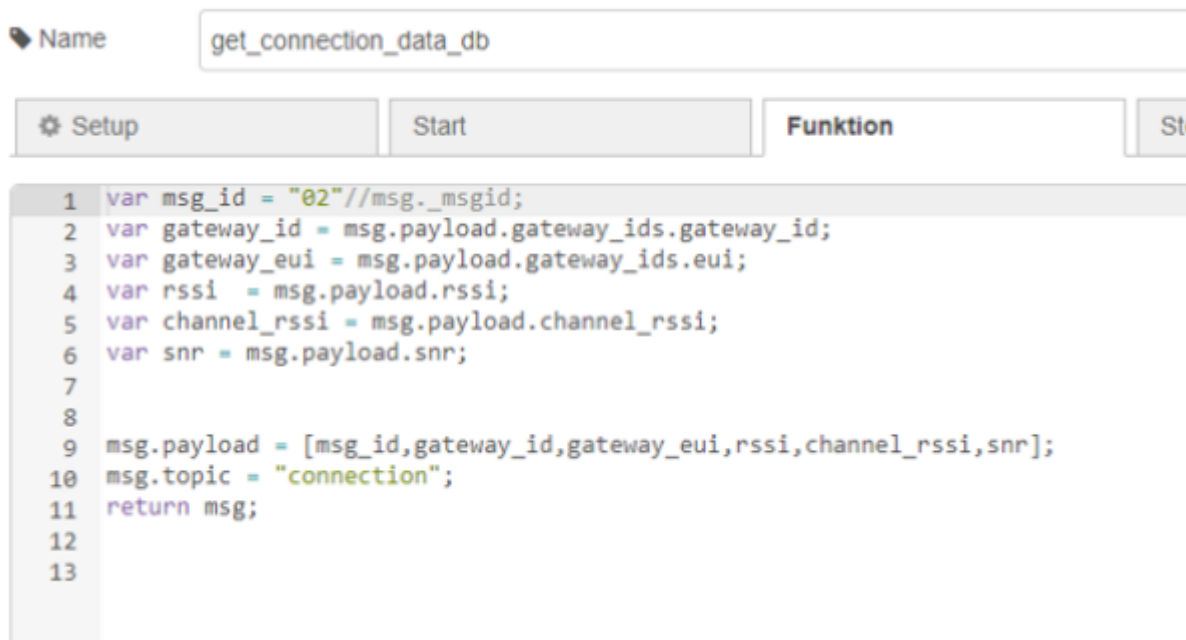 Name
get_connection_data_db
Setup
Start
Funktion
1 var msg_id = "02"//msg._msgid;
2 var gateway_id = msg.payload.gateway_ids.gateway_id;
3 var gateway_eui = msg.payload.gateway_ids.eui;
4 var rssi  = msg.payload.rssi;
5 var channel_rssi = msg.payload.channel_rssi;
6 var snr = msg.payload.snr;
7
8
9 msg.payload = [msg_id,gateway_id,gateway_eui,rssi,channel_rssi,snr];
10 msg.topic = "connection";
11 return msg;
12
13